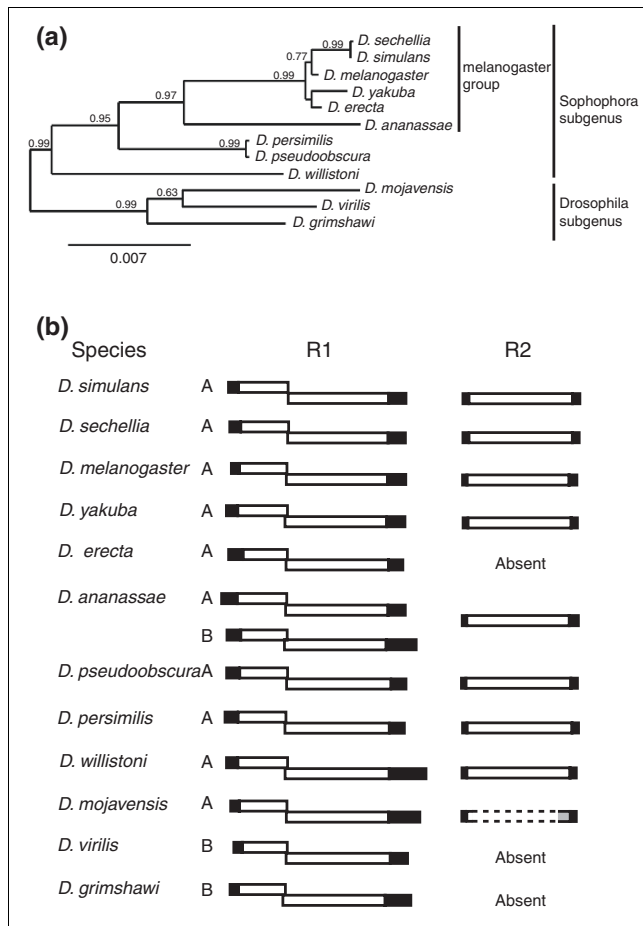 (a)
0.99
D. sechellia
D. simulans
0.77
D. melanogaster
0.99
D. yakuba
D. erecta
0.97
D. ananassae
melanogaster
group
0.95
0.99
D. persimilis
D. pseudoobscura
0.99
D. willistoni
Sophophora
subgenus
0.63
D. mojavensis
D. virilis
0.99
D. grimshawi
Drosophila
subgenus
0.007
(b)
Species R1 R2
D. simulans A
D. sechellia A
D. melanogaster A
D. yakuba A
D. erecta A Absent
D. ananassae A
B
D. pseudoobscura A
D. persimilis A
D. willistoni A
D. mojavensis A
D. virilis B Absent
D. grimshawi B Absent